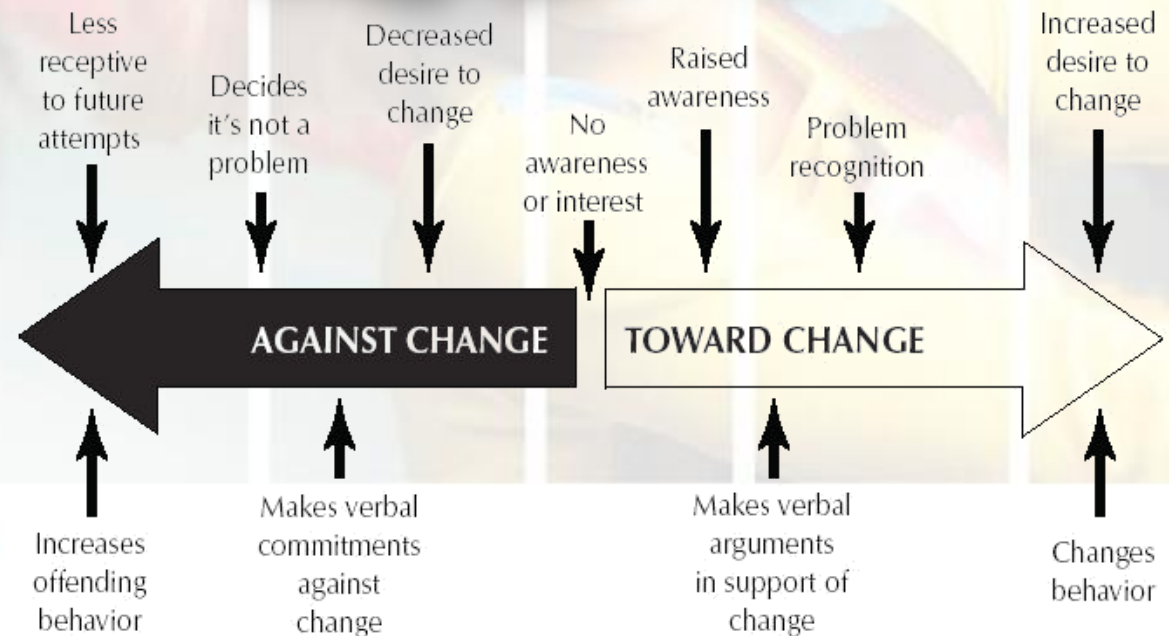 Less
receptive
to future
attempts
Decides
it's not a
problem
Decreased
desire to
change
No
awareness
or interest
Raised
awareness
Problem
recognition
Increased
desire to
change
AGAINST CHANGE
TOWARD CHANGE
Increases
offending
behavior
Makes verbal
commitments
against
change
Makes verbal
arguments
in support of
change
Changes
behavior